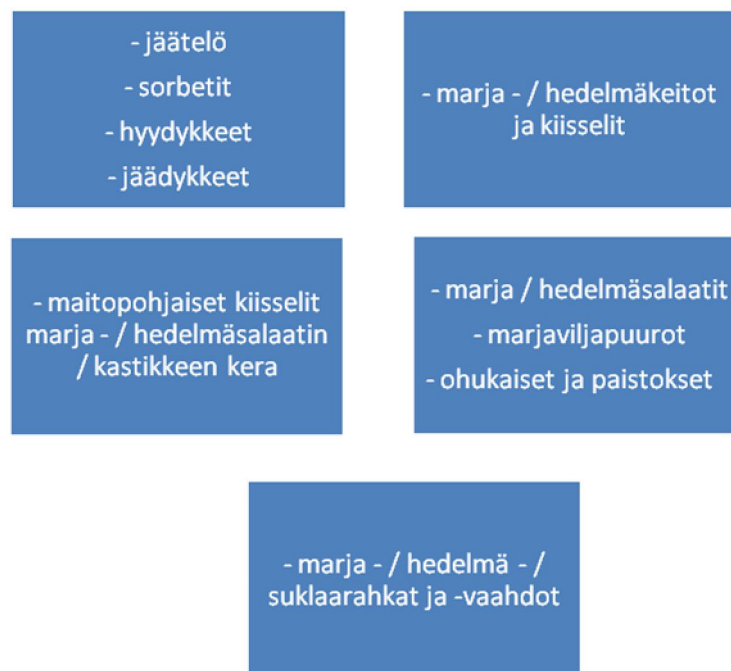 - jäätelö
- sorbetit
- hyydykkeet
- jäädykkeet
- marja - / hedelmäkeitot
ja kiisselit
- maitopohjaiset kiisselit
marja - / hedelmäsalaatin
/ kastikkeen kera
- marja / hedelmäsalaatit
- marjaviljapuurot
- ohukaiset ja paistokset
- marja - / hedelmä - /
suklaarahkat ja -vaahdot